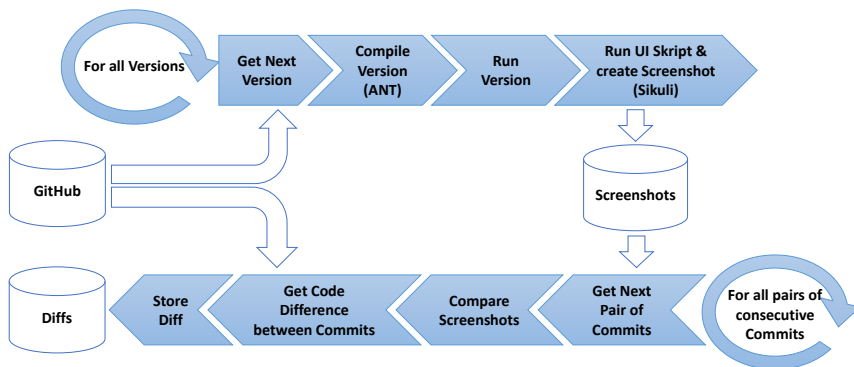 For all Versions
Get Next
Version
Compile
Version
(ANT)
Run
Version
Run UI Skript &
create Screenshot
(Sikuli)
GitHub
Screenshots
Diffs
Store
Diff
Get Code
Difference
between Commits
Compare
Screenshots
Get Next
Pair of
Commits
For all pairs of
consecutive
Commits